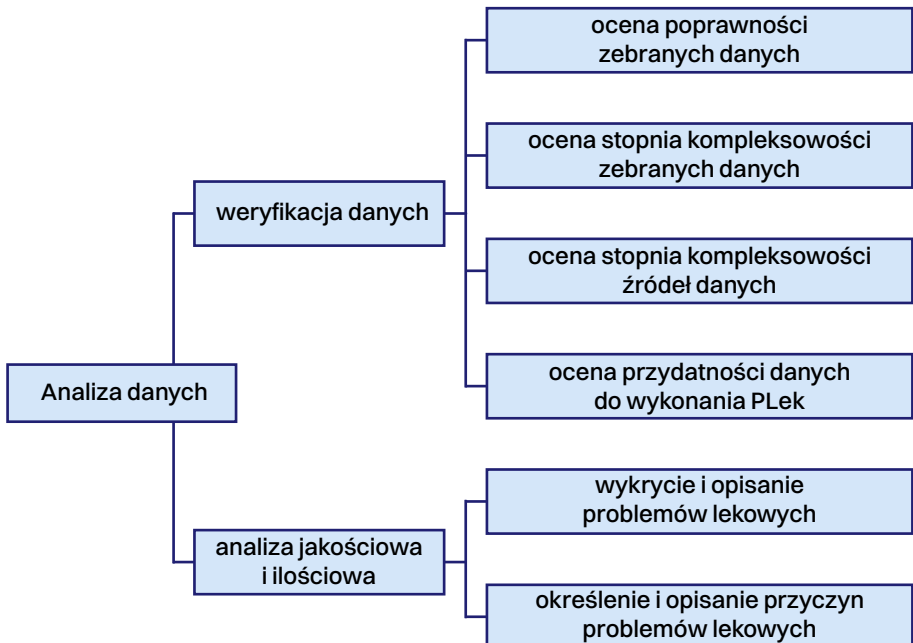 ocena poprawności
zebranych danych
ocena stopnia kompleksowości
zebranych danych
weryfikacja danych
ocena stopnia kompleksowości
źródeł danych
Analiza danych
ocena przydatności danych
do wykonania PLek
wykrycie i opisanie
problemów lekowych
analiza jakościowa
i ilościowa
określenie i opisanie przyczyn
problemów lekowych